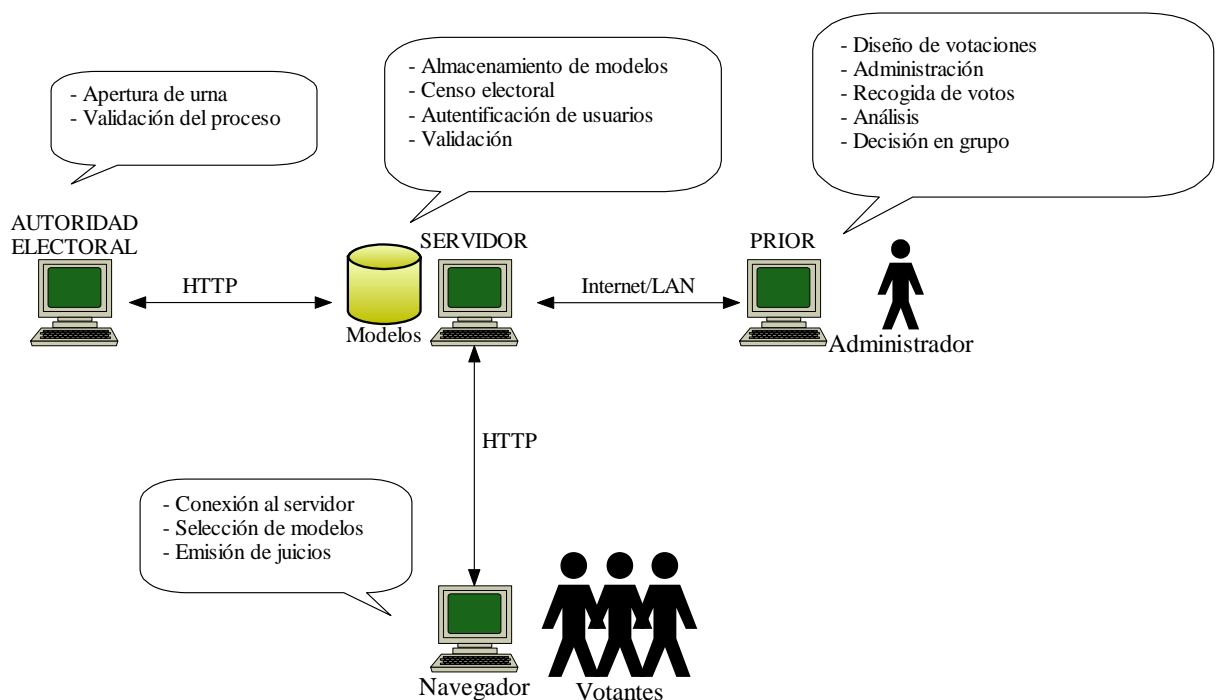 - Apertura de urna
- Validación del proceso
- Almacenamiento de modelos
- Censo electoral
- Autentificación de usuarios
- Validación
- Diseño de votaciones
- Administración
- Recogida de votos
- Análisis
- Decisión en grupo
AUTORIDAD
ELECTORAL
SERVIDOR
PRIOR
HTTP
Internet/LAN
Modelos
Administrador
HTTP
- Conexión al servidor
- Selección de modelos
- Emisión de juicios
Navegador
Votantes